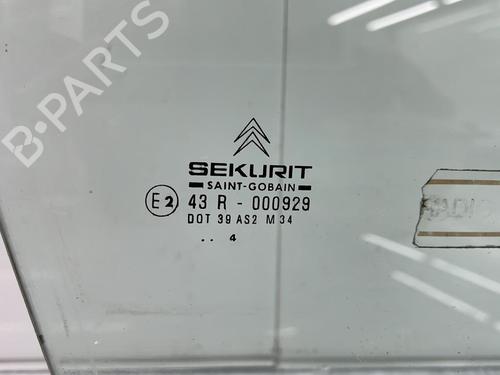 B-PARTS
SEKURIT
SAINT-GOBAIN
E2 43 R - 000929
DOT 39 AS2 M 34
.. 4